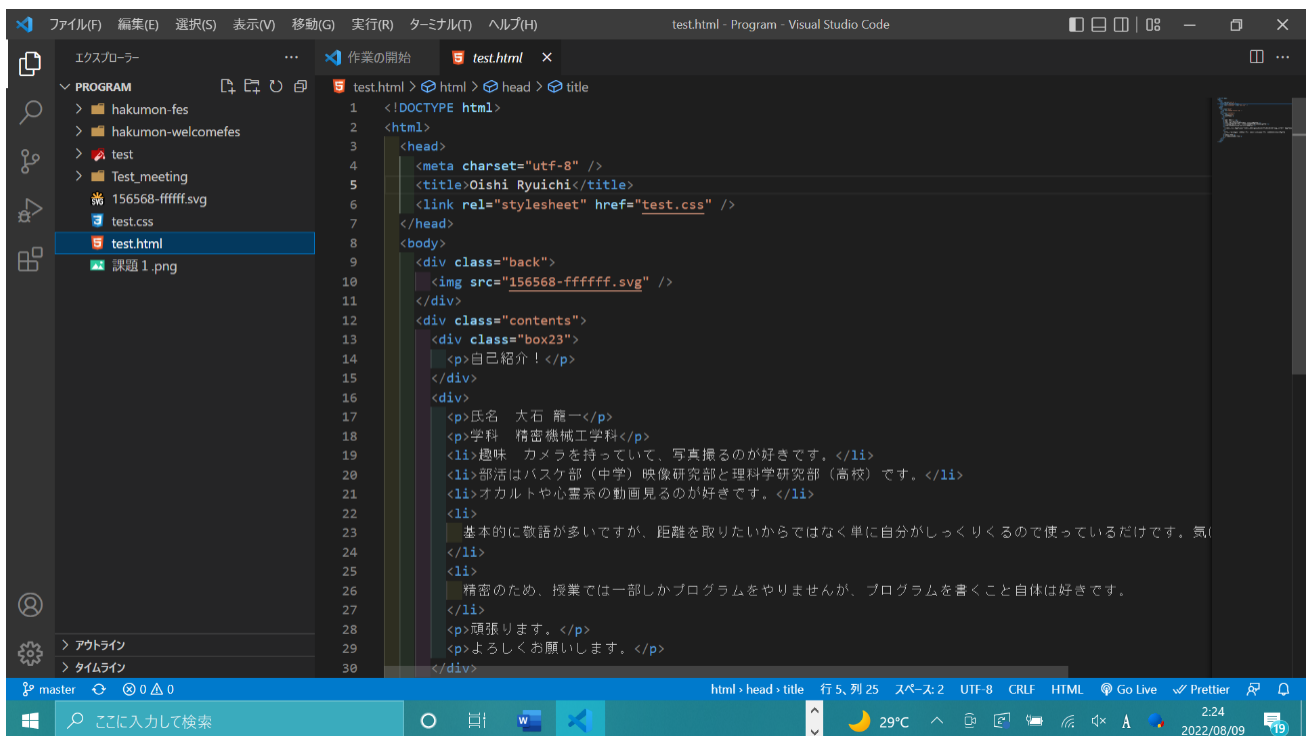 ファイル(F) 編集(E) 選択(S) 表示(V) 移動(G) 実行(R) ターミナル(T) ヘルプ(H) test.html - Program - Visual Studio Code
エクスプローラー
作業の開始 test.html
PROGRAM
test.html > html > head > title
hakumon-fes
hakumon-welcomefes
test
Test_meeting
156568-ffffff.svg
test.css
test.html
課題１.png
1 <!DOCTYPE html>
2 <html>
3 <head>
4 <meta charset="utf-8" />
5 <title>Oishi Ryuichi</title>
6 <link rel="stylesheet" href="test.css" />
7 </head>
8 <body>
9 <div class="back">
10 <img src="156568-ffffff.svg" />
11 </div>
12 <div class="contents">
13 <div class="box23">
14 <p>自己紹介！</p>
15 </div>
16 <div>
17 <p>氏名　大石 龍一</p>
18 <p>学科　精密機械工学科</p>
19 <li>趣味　カメラを持っていて、写真撮るのが好きです。</li>
20 <li>部活はバスケ部（中学）映像研究部と理科学研究部（高校）です。</li>
21 <li>オカルトや心霊系の動画見るのが好きです。</li>
22 <li>
23 基本的に敬語が多いですが、距離を取りたいからではなく単に自分がしっくりくるので使っているだけです。気に
24 </li>
25 <li>
26 精密のため、授業では一部しかプログラムをやりませんが、プログラムを書くこと自体は好きです。
27 </li>
28 <p>頑張ります。</p>
29 <p>よろしくお願いします。</p>
30 </div>
アウトライン
タイムライン
master 0 0 html > head > title 行 5、列 25 スペース: 2 UTF-8 CRLF HTML Go Live Prettier
ここに入力して検索 W 29°C A 2:24
2022/08/09 19